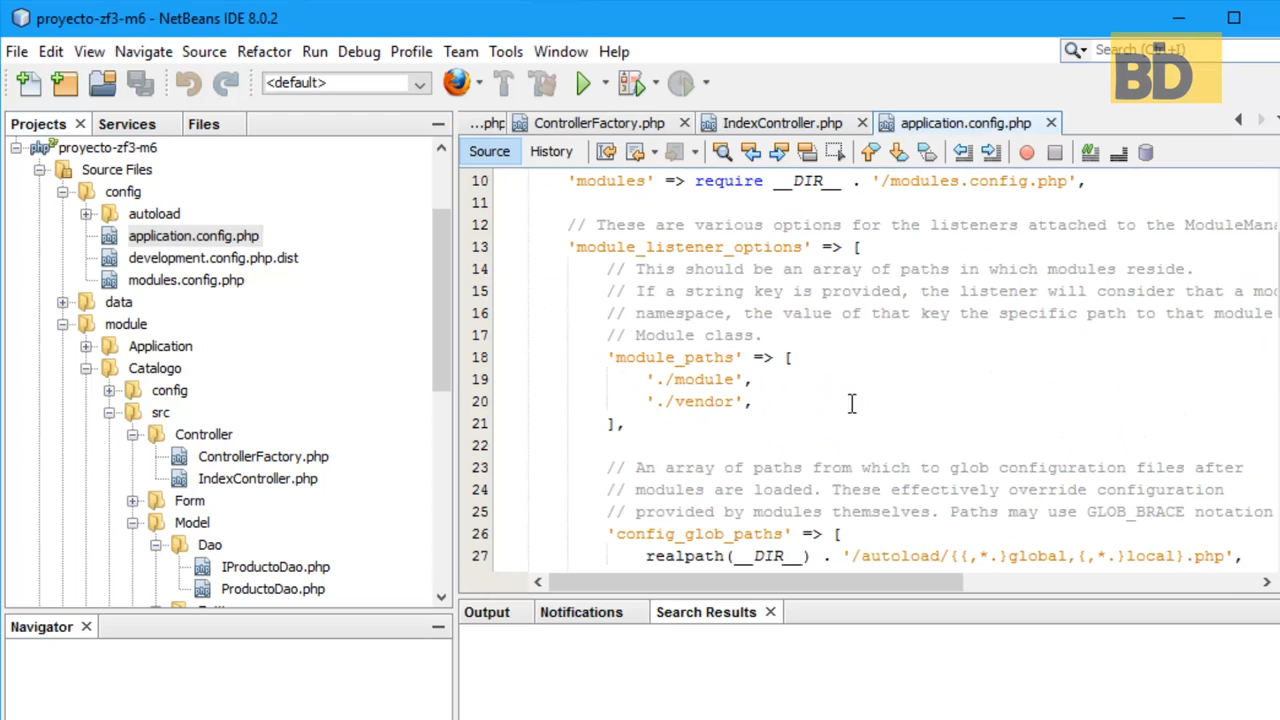 proyecto-zf3-m6 - NetBeans IDE 8.0.2
File Edit View Navigate Source Refactor Run Debug Profile Team Tools Window Help
Search (Ctrl+I)
BD
<default>
Projects Services Files
...php ControllerFactory.php IndexController.php application.config.php
Source History
proyecto-zf3-m6
Source Files
config
autoload
application.config.php
development.config.php.dist
modules.config.php
data
module
Application
Catalogo
config
src
Controller
ControllerFactory.php
IndexController.php
Form
Model
Dao
IProductoDao.php
ProductoDao.php
10 'modules' => require __DIR__ . '/modules.config.php',
11
12 // These are various options for the listeners attached to the ModuleMana
13 'module_listener_options' => [
14 // This should be an array of paths in which modules reside.
15 // If a string key is provided, the listener will consider that a mod
16 // namespace, the value of that key the specific path to that module
17 // Module class.
18 'module_paths' => [
19 './module',
20 './vendor',
21 ],
22
23 // An array of paths from which to glob configuration files after
24 // modules are loaded. These effectively override configuration
25 // provided by modules themselves. Paths may use GLOB_BRACE notation
26 'config_glob_paths' => [
27 realpath(__DIR__) . '/autoload/{{,*.}global,{,*.}local}.php',
Navigator
Output Notifications Search Results